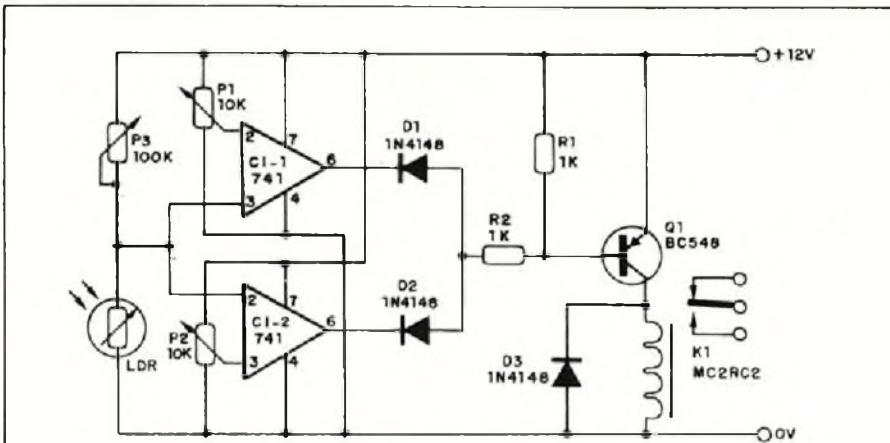 +12V
P1
10K
P3
100K
2
7
CI-1
741
6
3
4
D1
1N4148
R1
1K
R2
1K
Q1
BC548
2
7
CI-2
741
6
3
4
P2
10K
D2
1N4148
LDR
D3
1N4148
K1
MC2RC2
0V